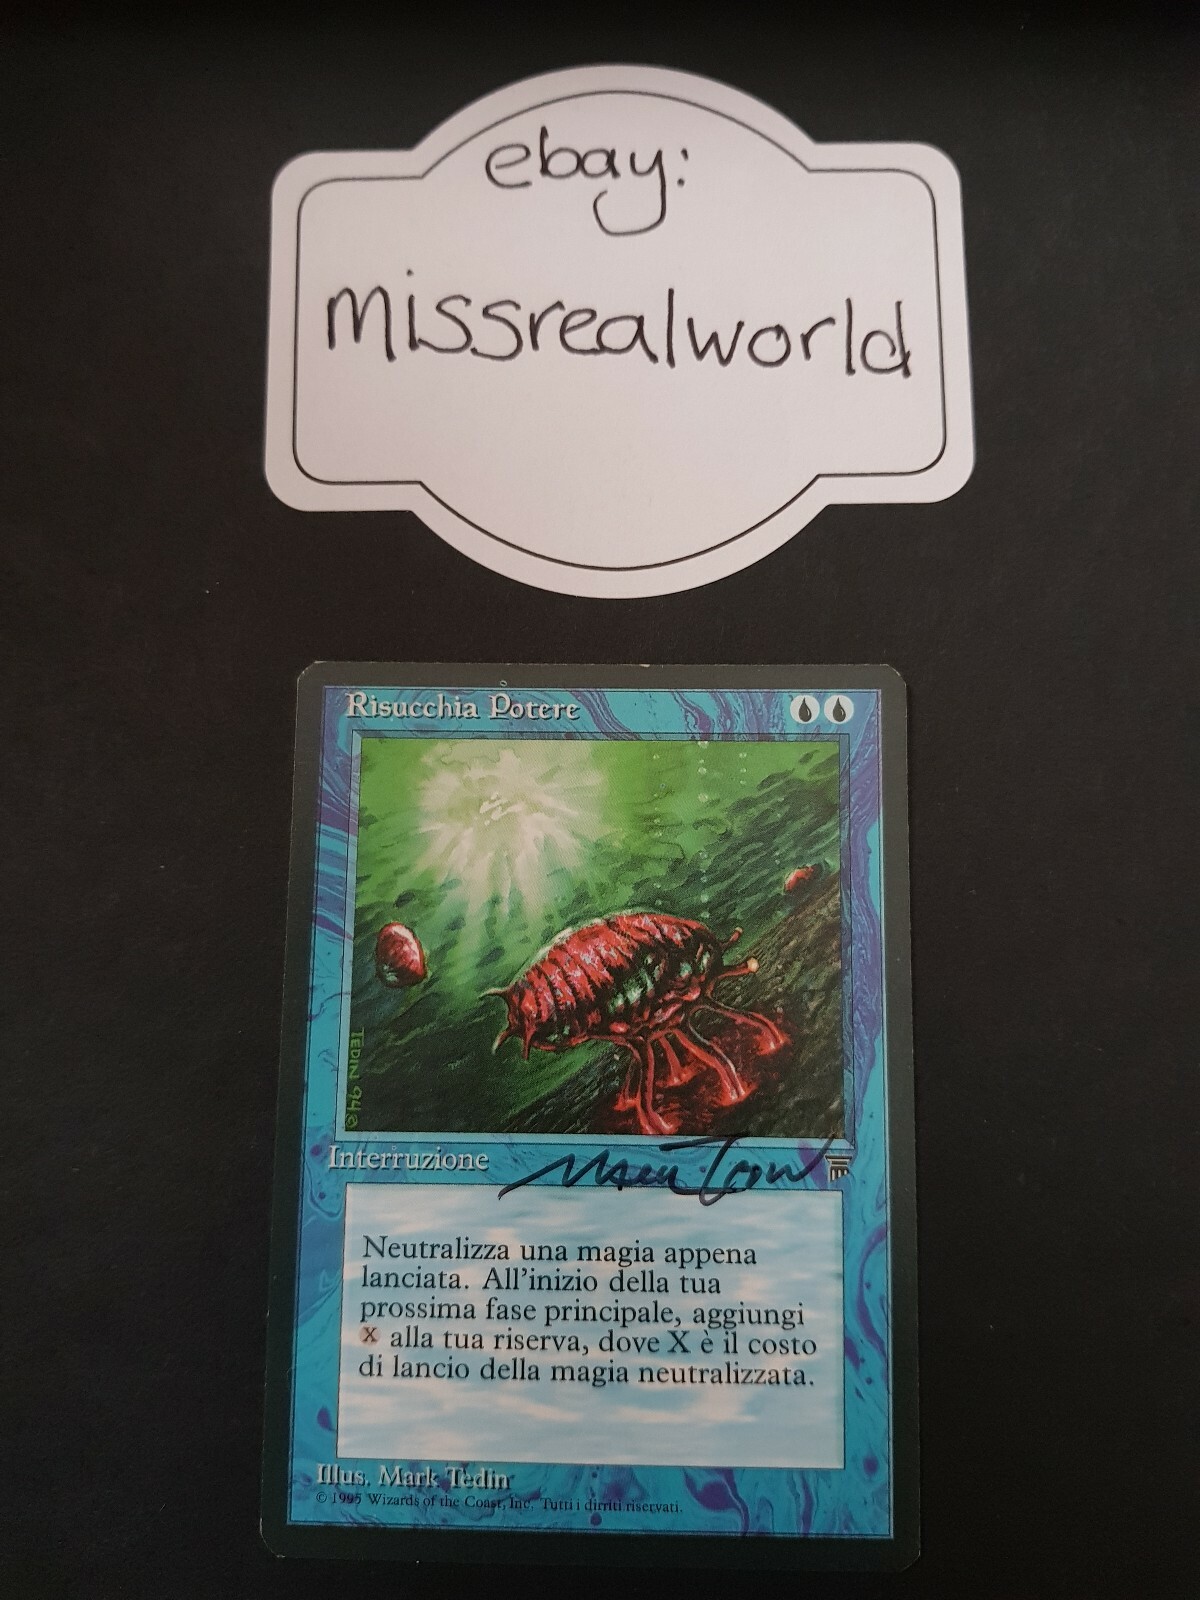 ebay:
missrealworld
Risucchia Potere
TEDIN 94©
Interruzione
Neutralizza una magia appena
lanciata. All'inizio della tua
prossima fase principale, aggiungi
X alla tua riserva, dove X è il costo
di lancio della magia neutralizzata.
Illus. Mark Tedin
© 1995 Wizards of the Coast, Inc. Tutti i diritti riservati.